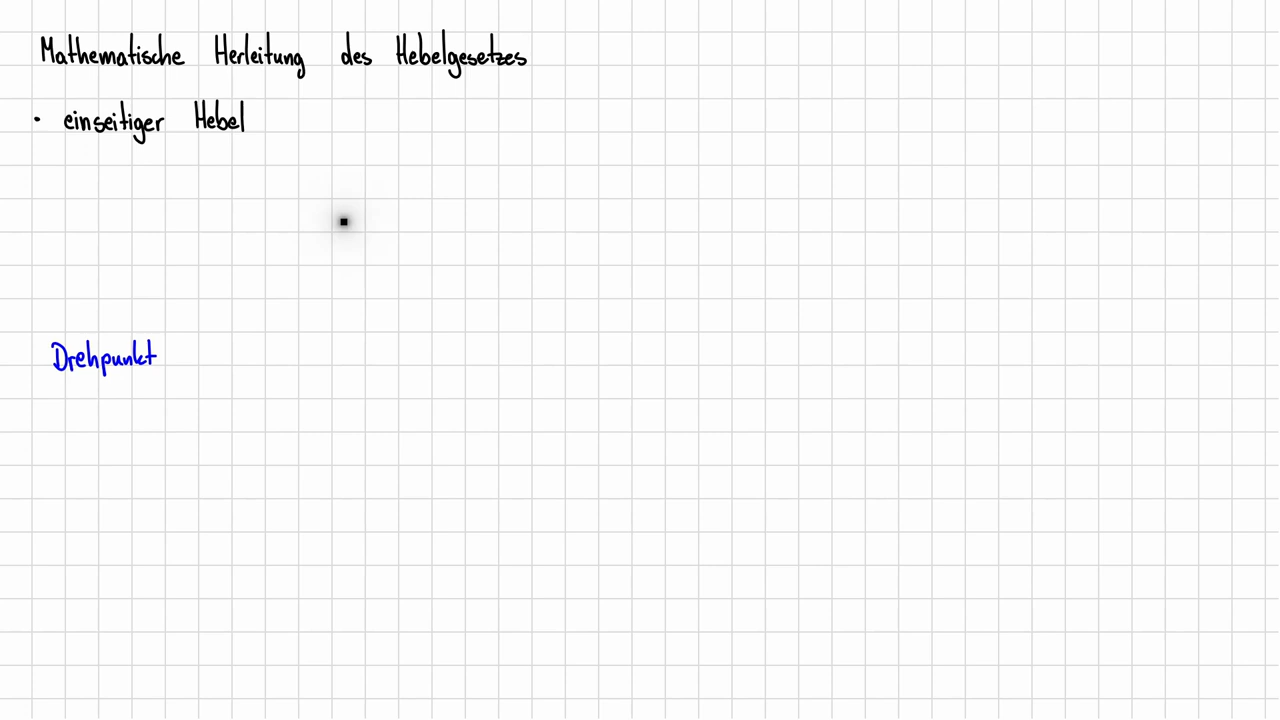 Mathematische Herleitung des Hebelgesetzes
· einseitiger Hebel
Drehpunkt